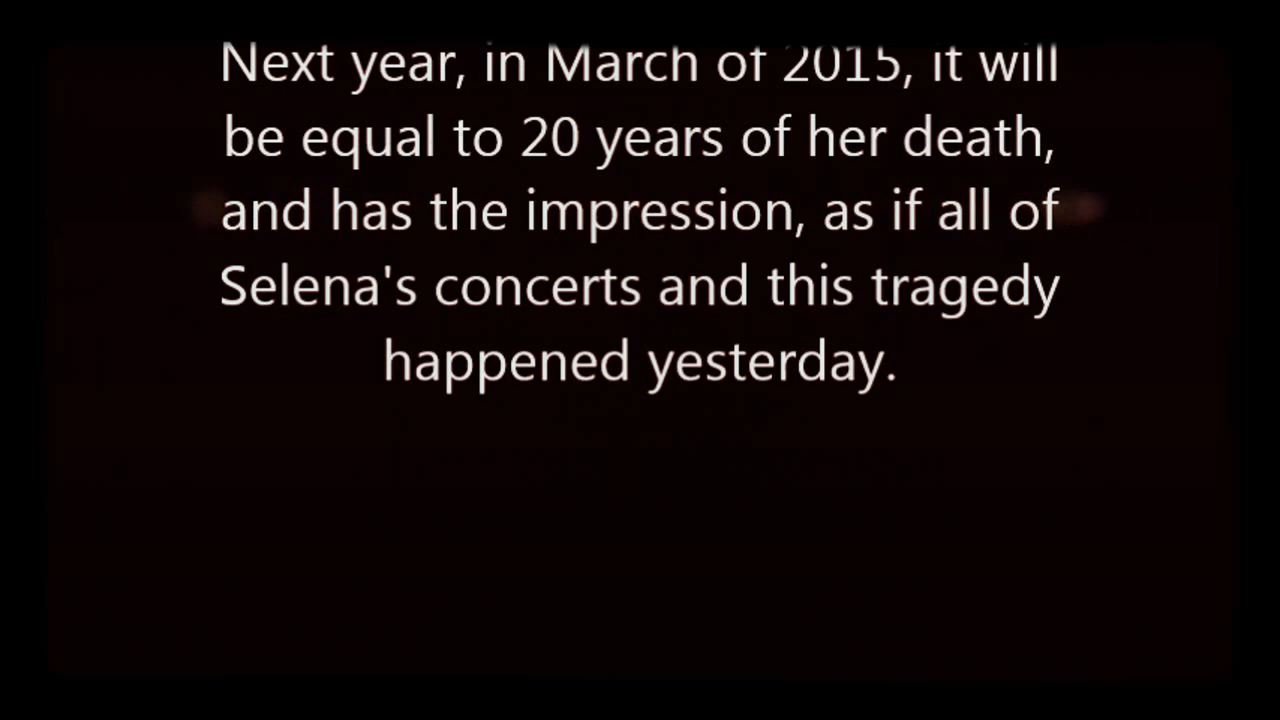 Next year, in March of 2015, it will
be equal to 20 years of her death,
and has the impression, as if all of
Selena's concerts and this tragedy
happened yesterday.